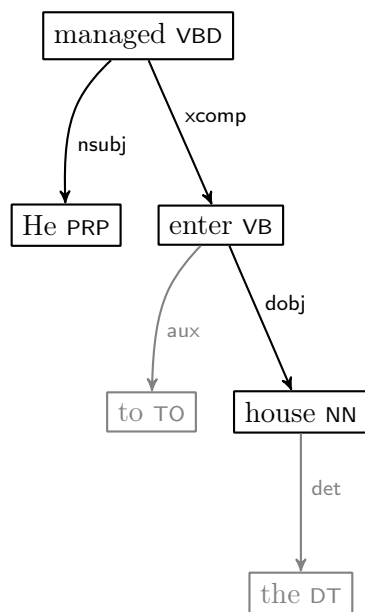 managed VBD
nsubj
xcomp
He PRP
enter VB
aux
dobj
to TO
house NN
det
the DT